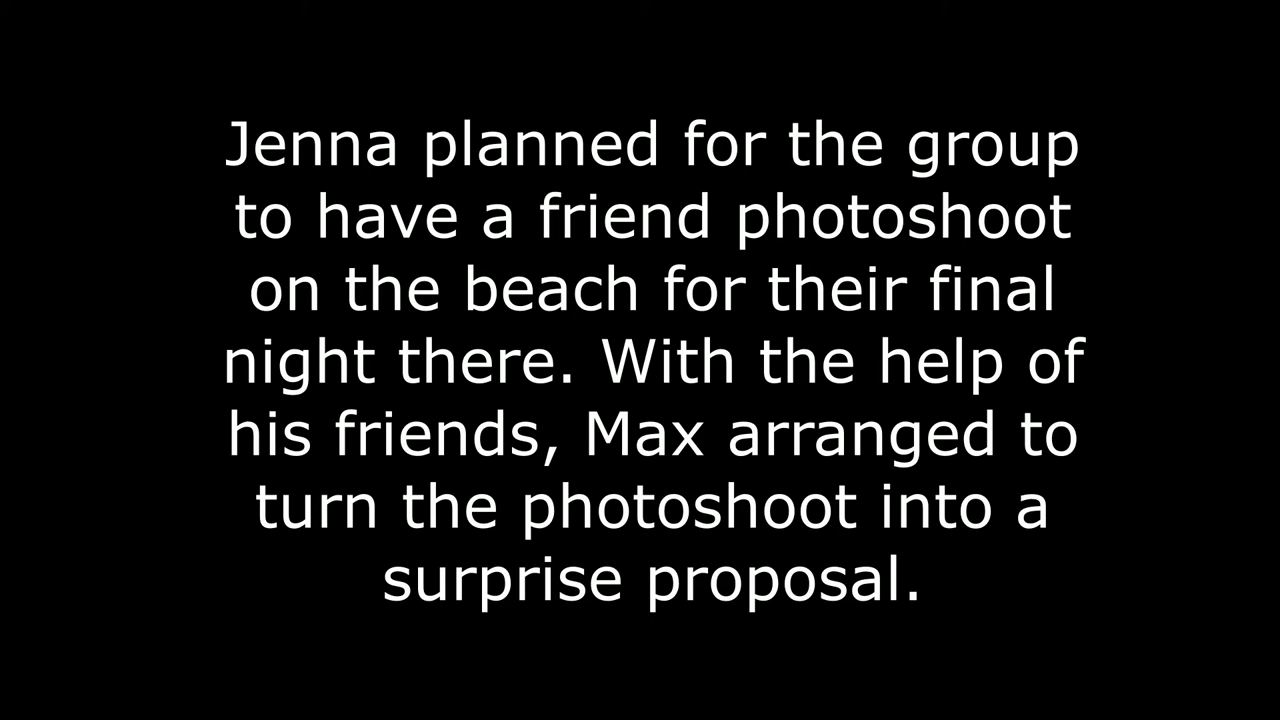 Jenna planned for the group
to have a friend photoshoot
on the beach for their final
night there. With the help of
his friends, Max arranged to
turn the photoshoot into a
surprise proposal.